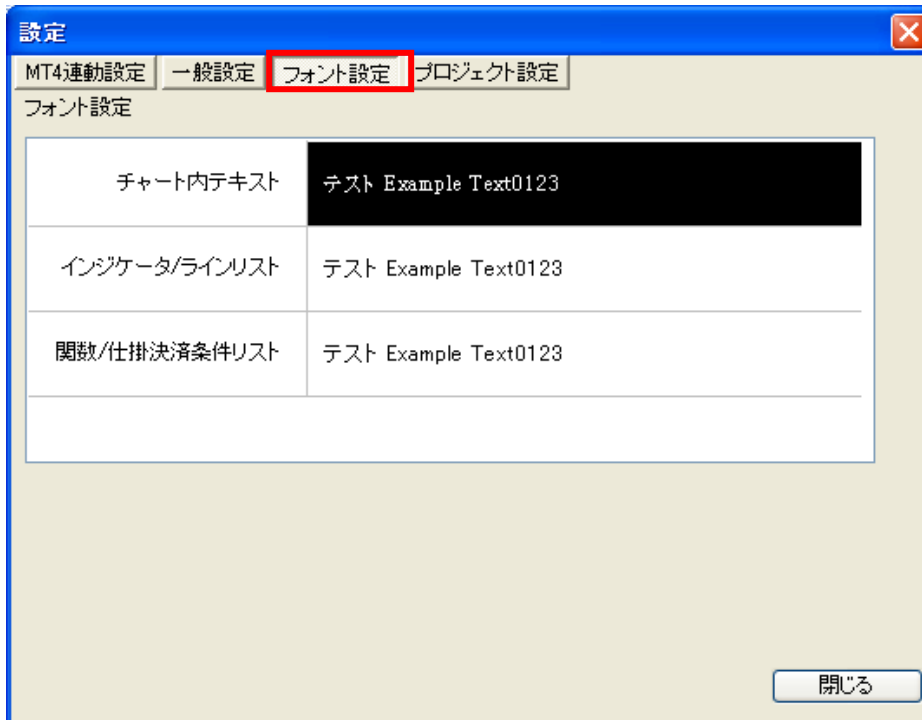 設定
MT4連動設定 一般設定 フォント設定 プロジェクト設定
フォント設定
チャート内テキスト テスト Example Text0123
インジケータ/ラインリスト テスト Example Text0123
関数/仕掛決済条件リスト テスト Example Text0123
閉じる